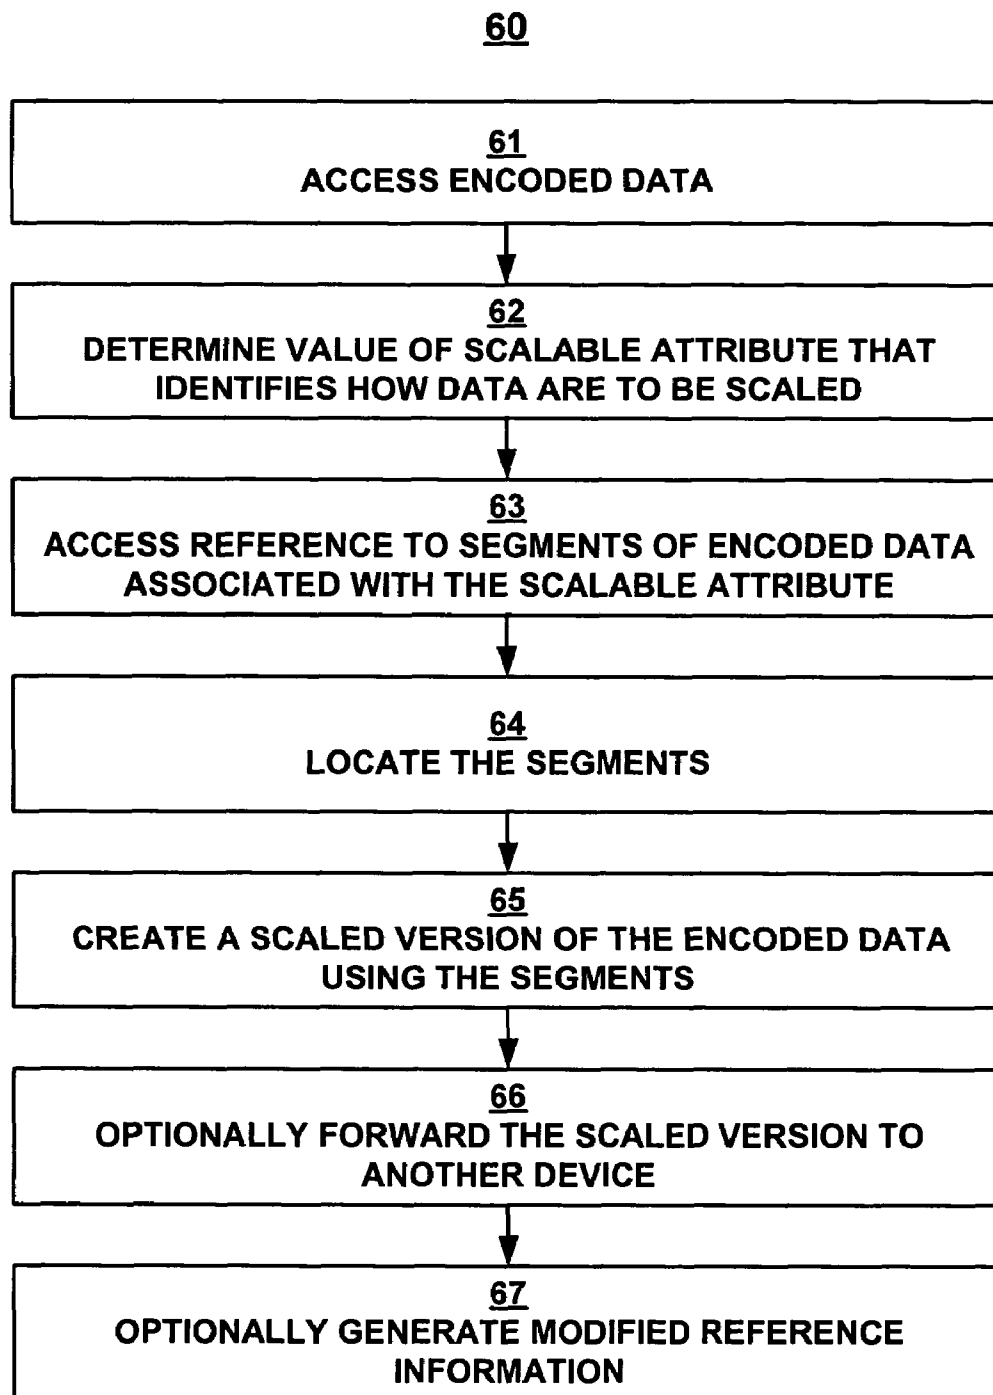 60
61
ACCESS ENCODED DATA
62
DETERMINE VALUE OF SCALABLE ATTRIBUTE THAT
IDENTIFIES HOW DATA ARE TO BE SCALED
63
ACCESS REFERENCE TO SEGMENTS OF ENCODED DATA
ASSOCIATED WITH THE SCALABLE ATTRIBUTE
64
LOCATE THE SEGMENTS
65
CREATE A SCALED VERSION OF THE ENCODED DATA
USING THE SEGMENTS
66
OPTIONALLY FORWARD THE SCALED VERSION TO
ANOTHER DEVICE
67
OPTIONALLY GENERATE MODIFIED REFERENCE
INFORMATION